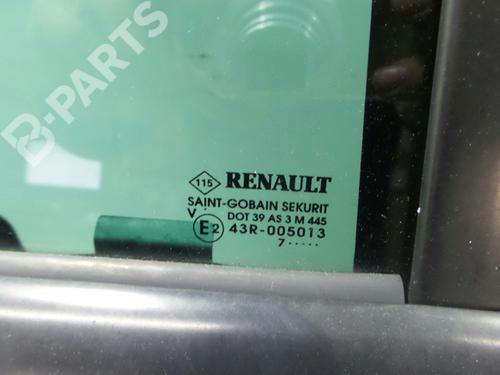 B-PARTS
115 RENAULT
SAINT-GOBAIN SEKURIT
DOT 39 AS 3 M 445
V
E2 43R-005013
7.....